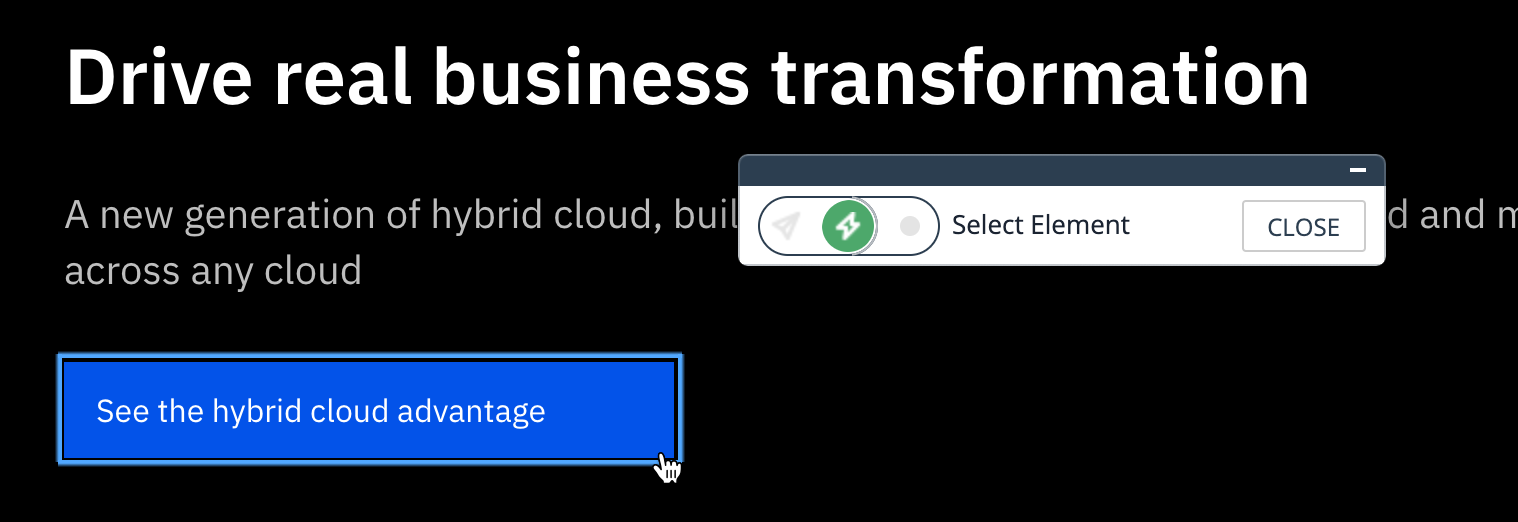 Drive real business transformation
A new generation of hybrid cloud, d and
across any cloud
Select Element
CLOSE
See the hybrid cloud advantage